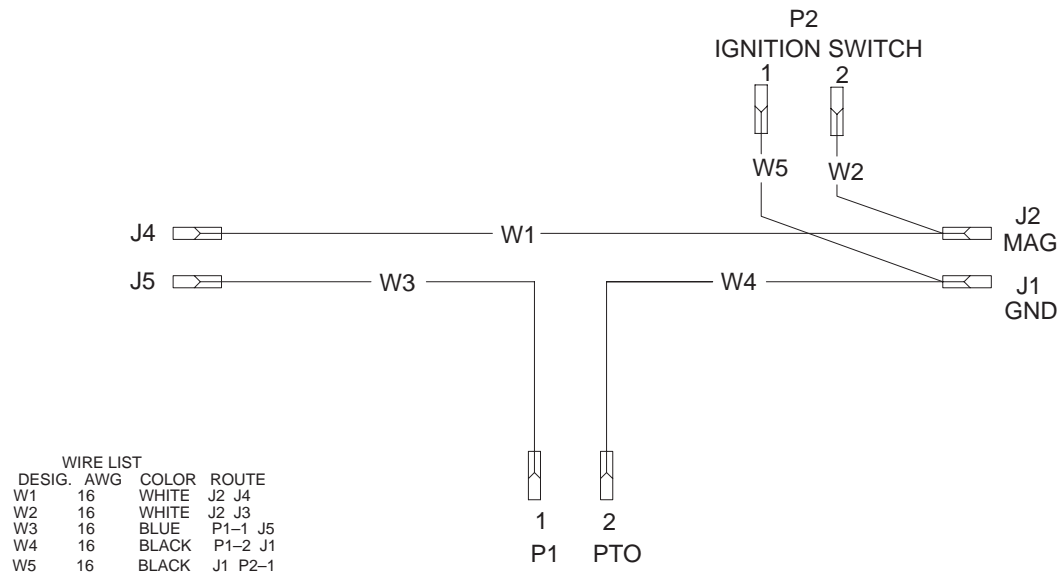 P2
IGNITION SWITCH
1 2
W5 W2
J4 W1 J2
MAG
J5 W3 W4 J1
GND
WIRE LIST
DESIG. AWG COLOR ROUTE
W1 16 WHITE J2 J4
W2 16 WHITE J2 J3
W3 16 BLUE P1–1 J5
W4 16 BLACK P1–2 J1
W5 16 BLACK J1 P2–1
1 2
P1 PTO